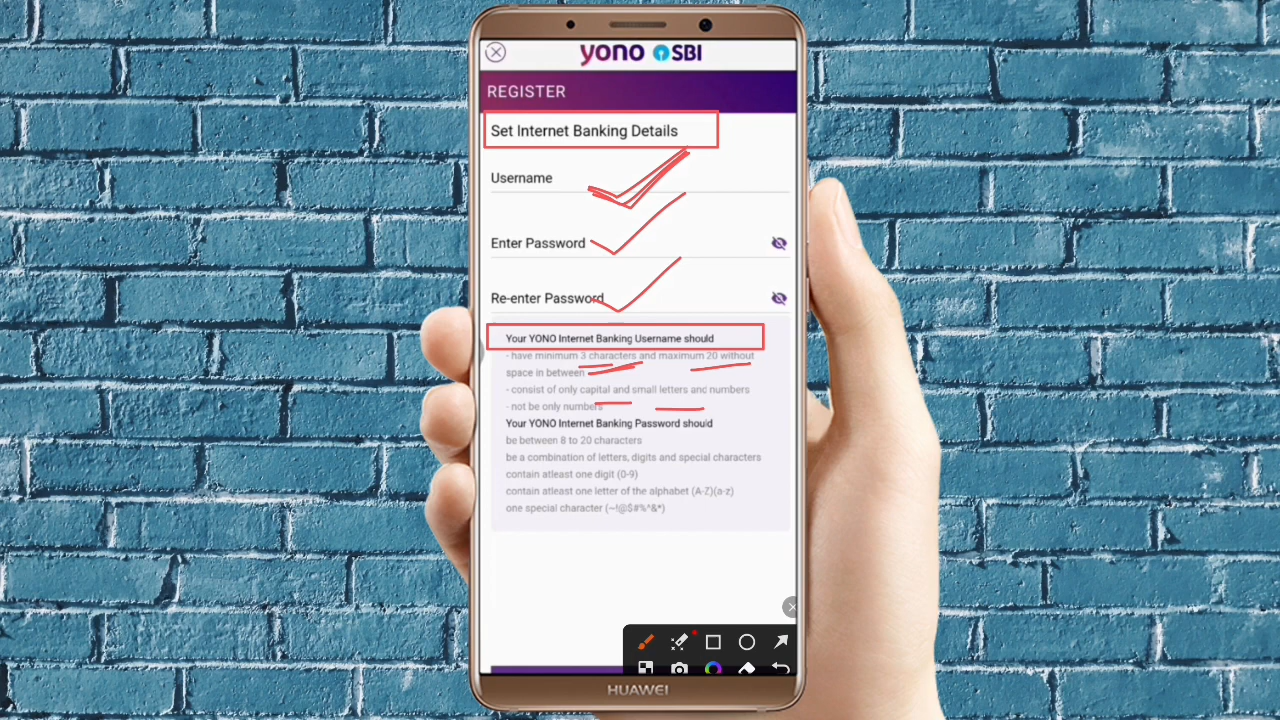 yono SBI
REGISTER
Set Internet Banking Details
Username
Enter Password
Re-enter Password
Your YONO Internet Banking Username should
- have minimum 3 characters and maximum 20 without
space in between
- consist of only capital and small letters and numbers
- not be only numbers
Your YONO Internet Banking Password should
be between 8 to 20 characters
be a combination of letters, digits and special characters
contain atleast one digit (0-9)
contain atleast one letter of the alphabet (A-Z)(a-z)
one special character (~!@$#%^&*)
HUAWEI